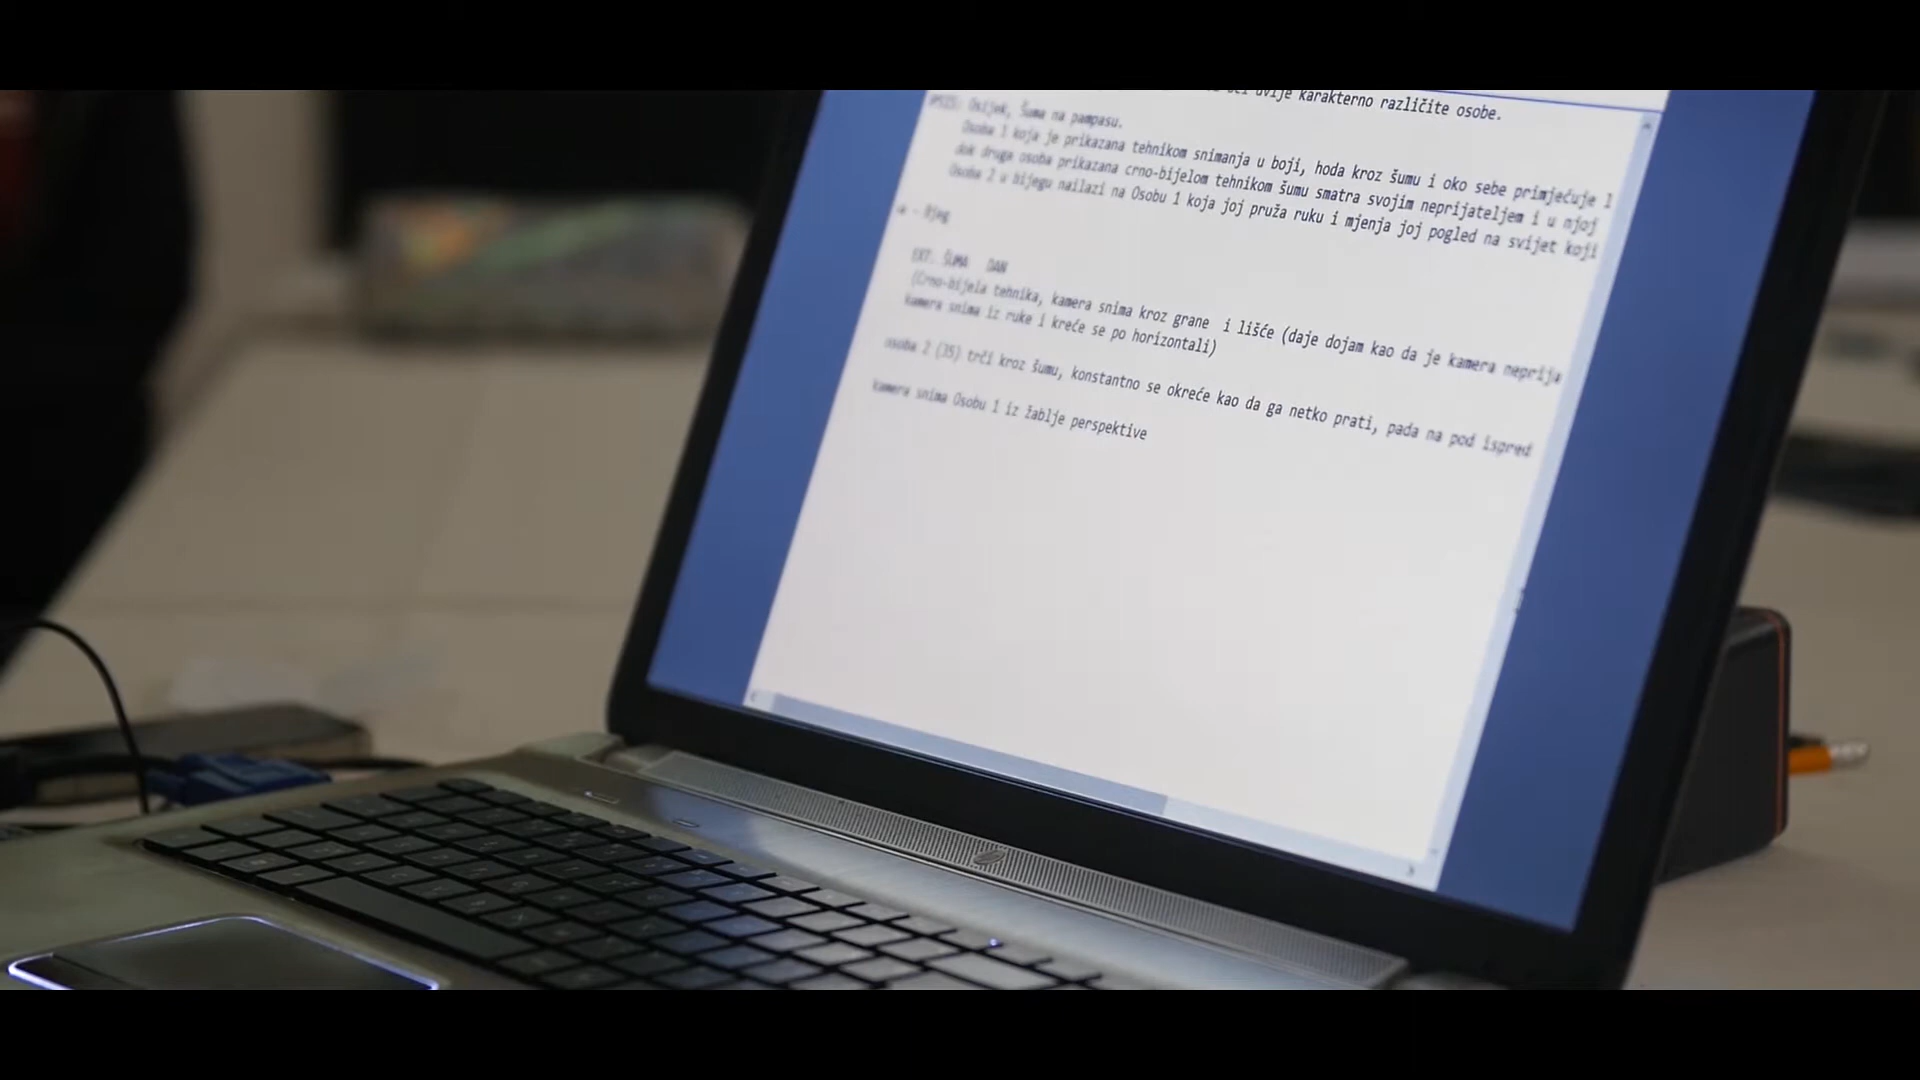 dvije karakterno različite osobe.
Osijek, Šuma na pampasu.
Osoba 1 koja je prikazana tehnikom snimanja u boji, hoda kroz šumu i oko sebe primjećuje l
dok druga osoba prikazana crno-bijelom tehnikom šumu smatra svojim neprijateljem i u njoj
Osoba 2 u bijegu nailazi na Osobu 1 koja joj pruža ruku i mjenja joj pogled na svijet koji
- Bjeg
EXT. ŠUMA DAN
(Crno-bijela tehnika, kamera snima kroz grane i lišće (daje dojam kao da je kamera neprija
kamera snima iz ruke i kreće se po horizontali)
osoba 2 (35) trči kroz šumu, konstantno se okreće kao da ga netko prati, pada na pod ispred
kamera snima Osobu 1 iz žablje perspektive